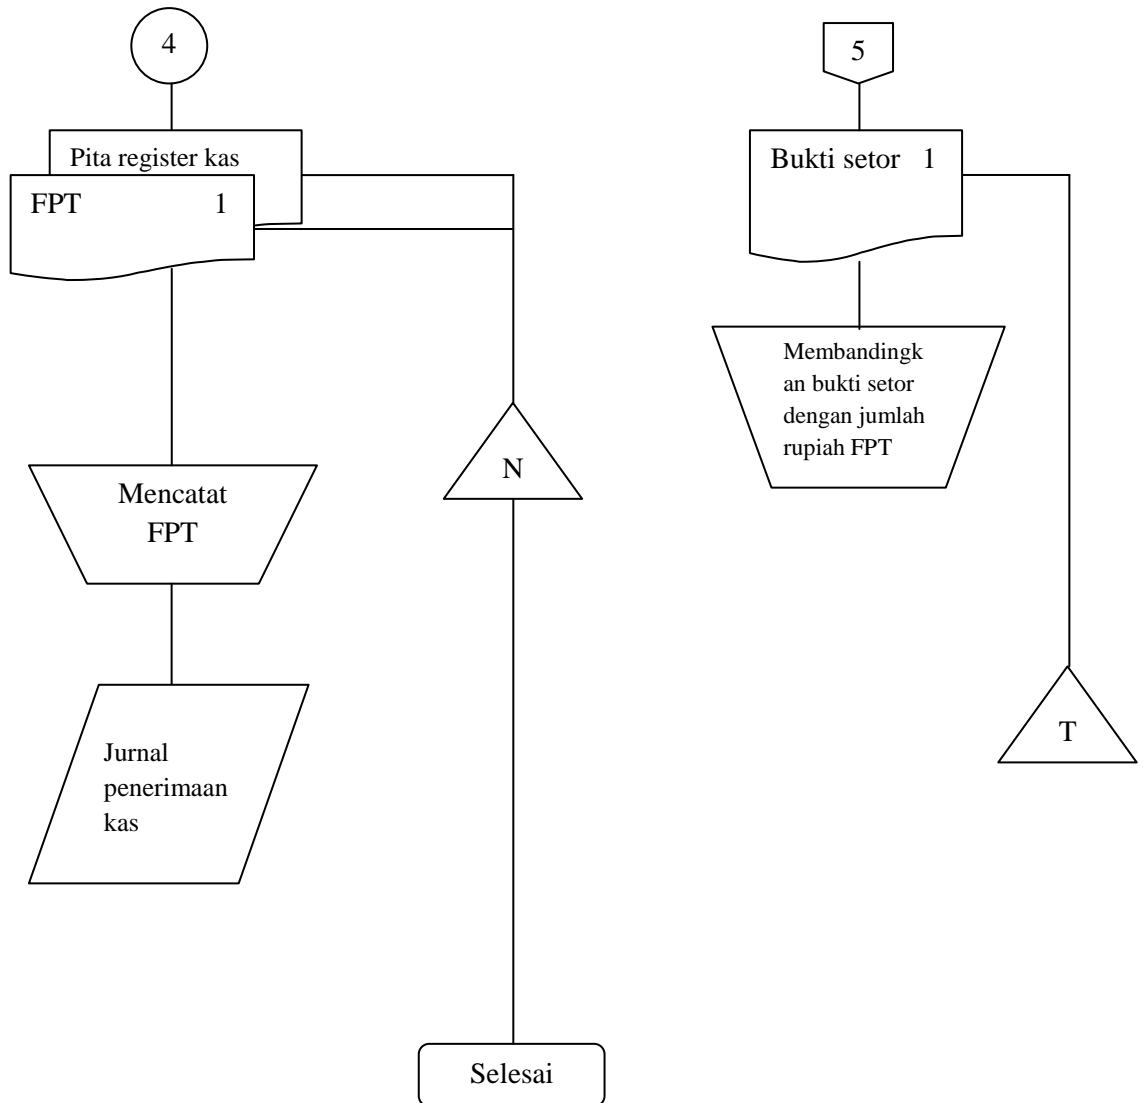 4
Pita register kas
FPT 1
Mencatat
FPT
Jurnal
penerimaan
kas
N
Selesai
5
Bukti setor 1
Membandingk
an bukti setor
dengan jumlah
rupiah FPT
T